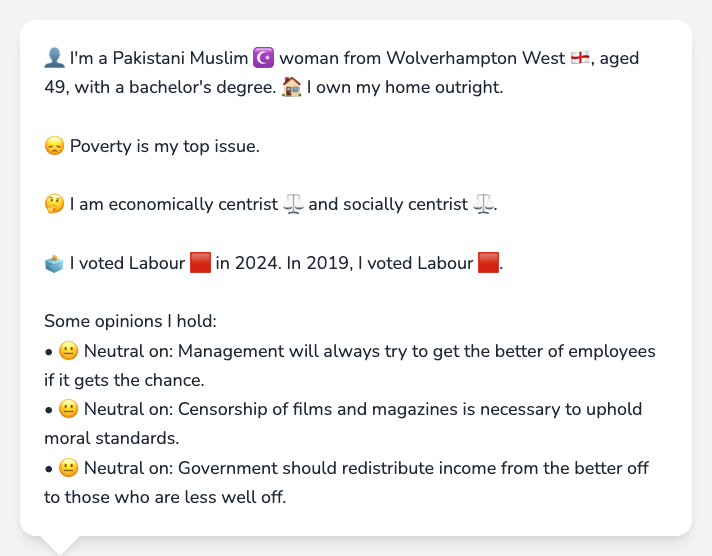 👤 I'm a Pakistani Muslim ☪️ woman from Wolverhampton West 🏴󠁧󠁢󠁥󠁮󠁧󠁿, aged
49, with a bachelor's degree. 🏠 I own my home outright.
😞 Poverty is my top issue.
🤔 I am economically centrist ⚖️ and socially centrist ⚖️.
🗳️ I voted Labour 🟥 in 2024. In 2019, I voted Labour 🟥.
Some opinions I hold:
• 😐 Neutral on: Management will always try to get the better of employees
if it gets the chance.
• 😐 Neutral on: Censorship of films and magazines is necessary to uphold
moral standards.
• 😐 Neutral on: Government should redistribute income from the better off
to those who are less well off.